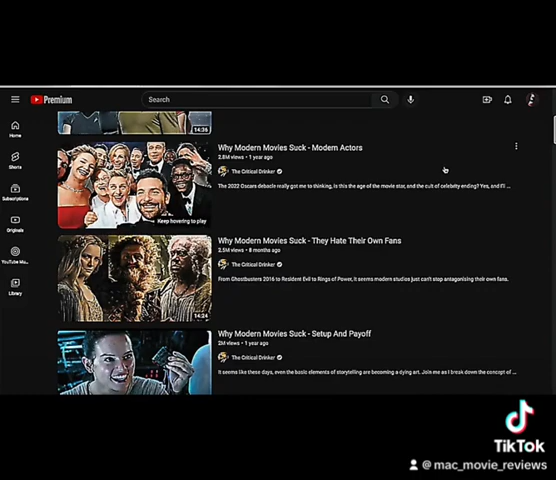 Premium
Search
14:36
Why Modern Movies Suck - Modern Actors
2.8M views • 1 year ago
The Critical Drinker
The 2022 Oscars debacle really got me to thinking, Is this the age of the movie star, and the cult of celebrity ending? Yes, and if I ...
Keep hovering to play
Home
Shorts
Subscriptions
Originals
YouTube Mu...
Library
Why Modern Movies Suck - They Hate Their Own Fans
2.5M views • 8 months ago
The Critical Drinker
From Ghostbusters 2016 to Resident Evil to Rings of Power, it seems modern studios just can't stop antagonising their own fans.
14:24
Why Modern Movies Suck - Setup And Payoff
2M views • 1 year ago
The Critical Drinker
It seems like these days, even the basic elements of storytelling are becoming a dying art. Join me as I break down the concept of ...
TikTok
@mac_movie_reviews